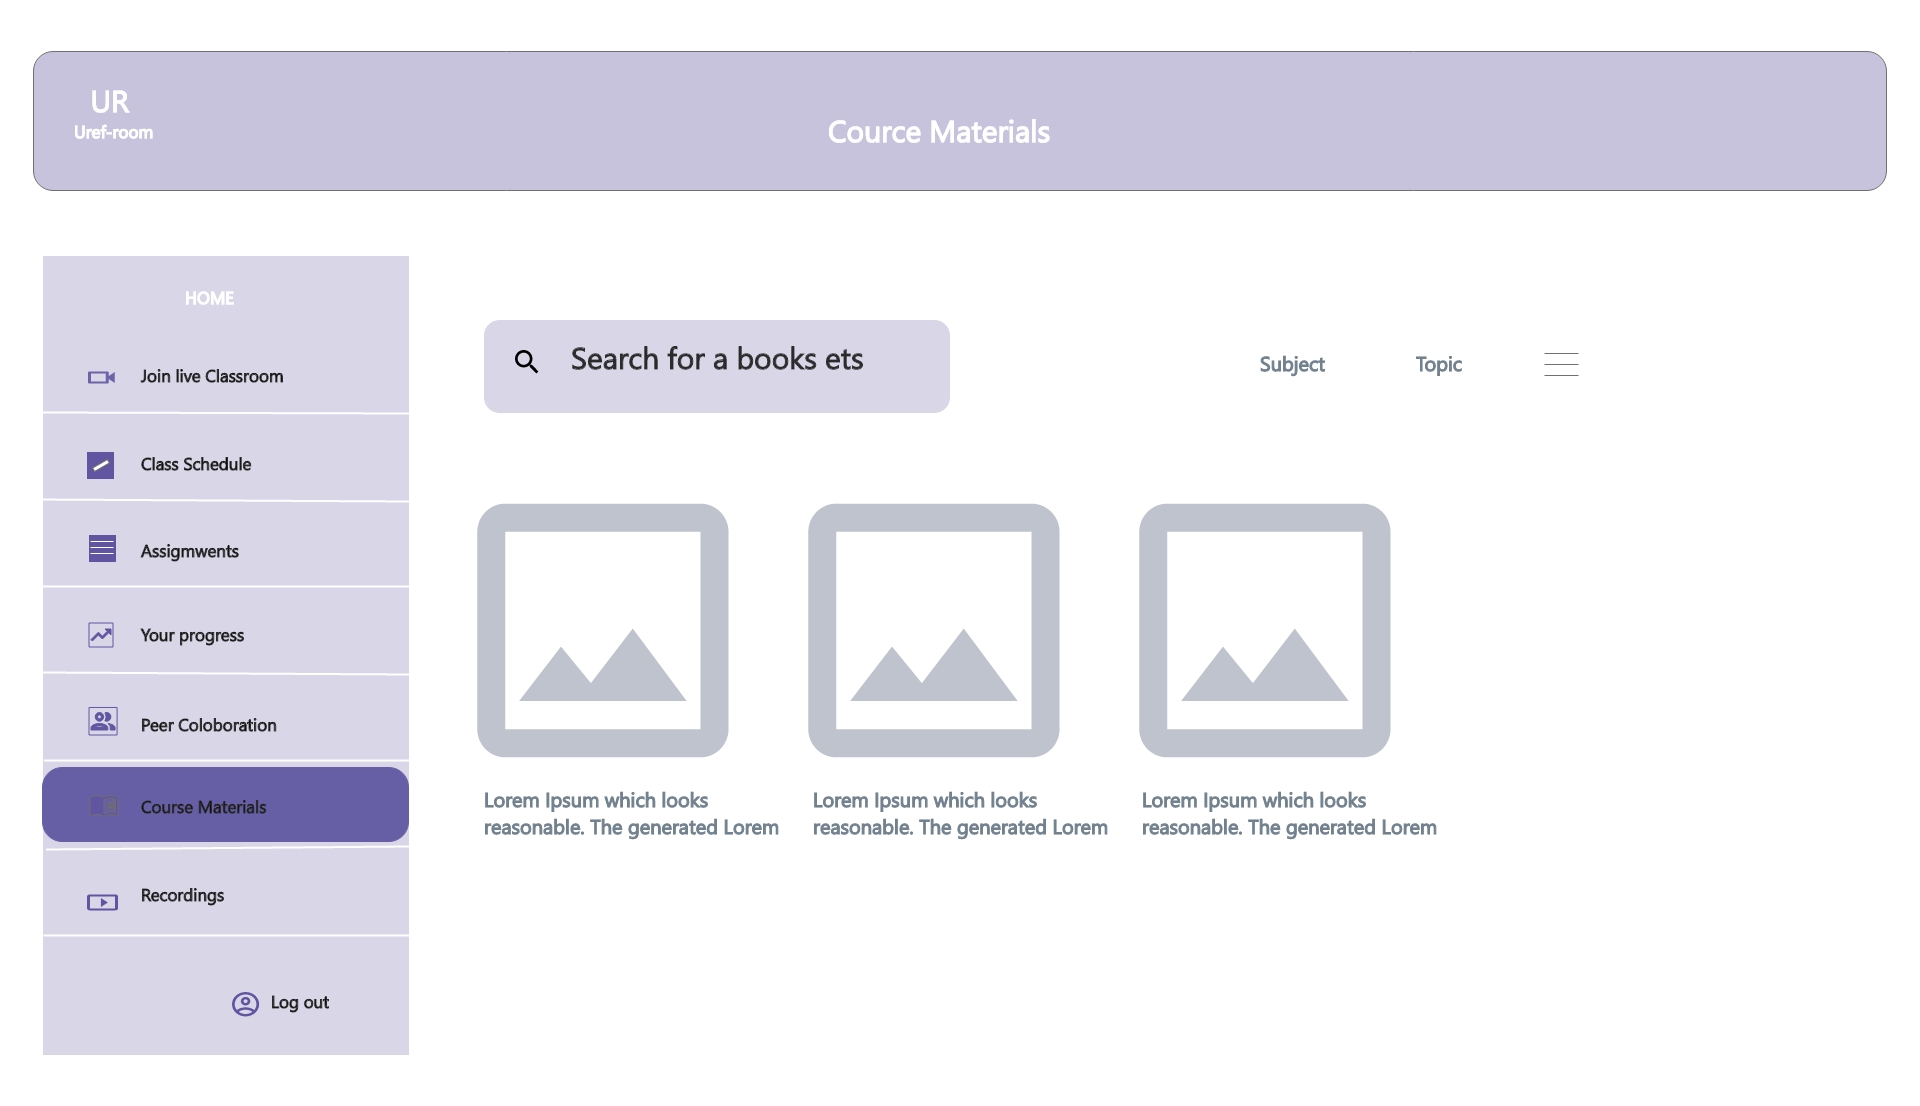 UR
Uref-room
Cource Materials
HOME
Join live Classroom
Class Schedule
Assigmwents
Your progress
Peer Coloboration
Course Materials
Recordings
Log out
Search for a books ets
Subject
Topic
Lorem Ipsum which looks
reasonable. The generated Lorem
Lorem Ipsum which looks
reasonable. The generated Lorem
Lorem Ipsum which looks
reasonable. The generated Lorem